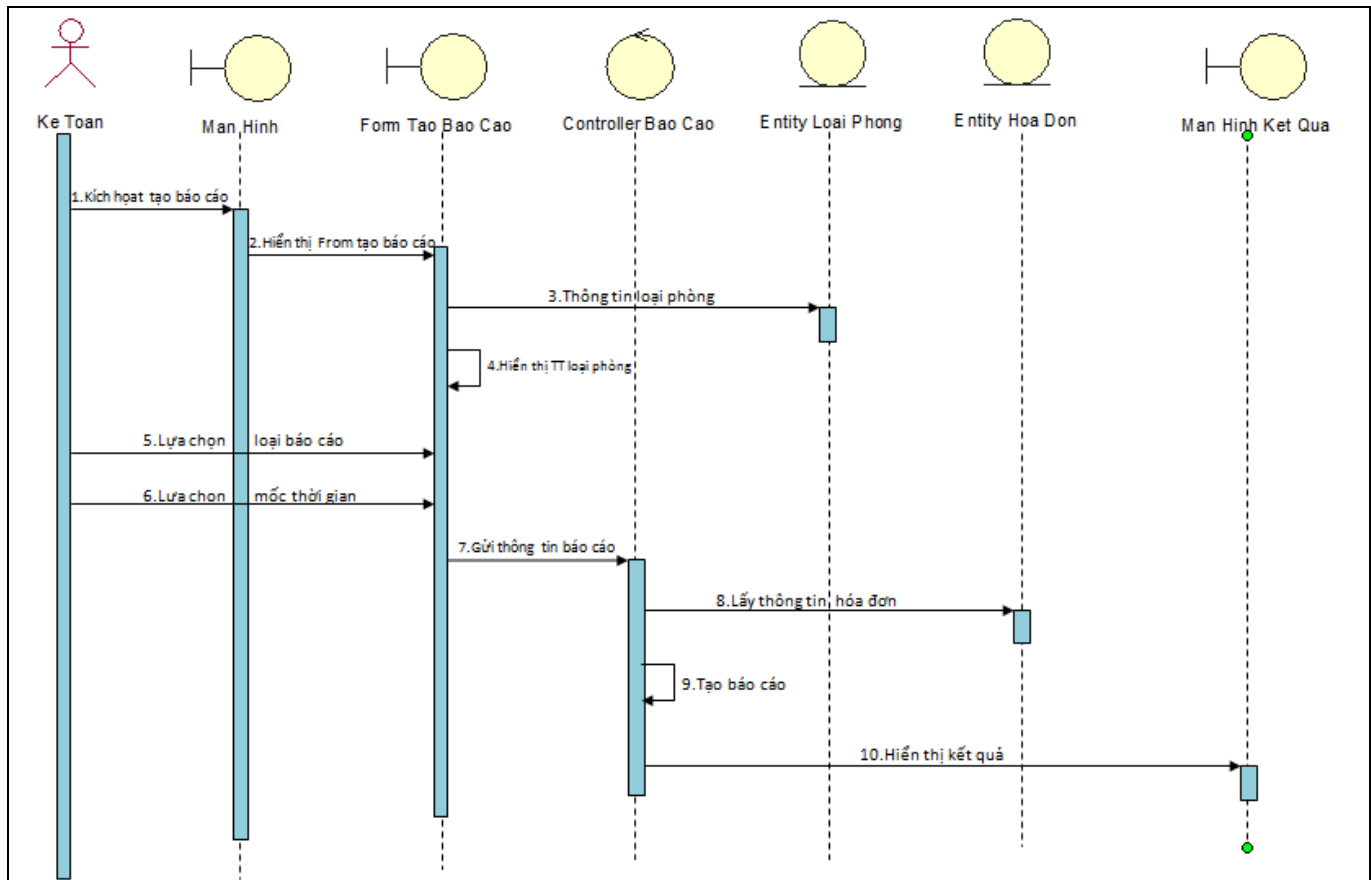 Ke Toan
Man Hinh
Form Tao Bao Cao
Controller Bao Cao
Entity Loai Phong
Entity Hoa Don
Man Hinh Ket Qua
1.Kích họat tạo báo cáo
2.Hiển thị From tạo báo cáo
3.Thông tin loại phòng
4.Hiển thị TT loại phòng
5.Lựa chọn loại báo cáo
6.Lựa chọn mốc thời gian
7.Gửi thông tin báo cáo
8.Lấy thông tin hóa đơn
9.Tạo báo cáo
10.Hiển thị kết quả